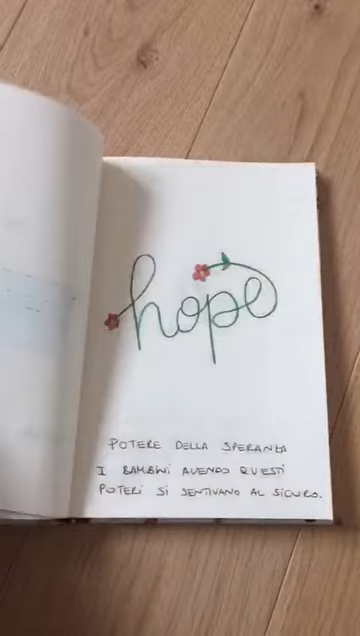 hope
POTERE DELLA SPERANZA
I BAMBINI AVENDO QUESTI
POTERI SI SENTIVANO AL SICURO.